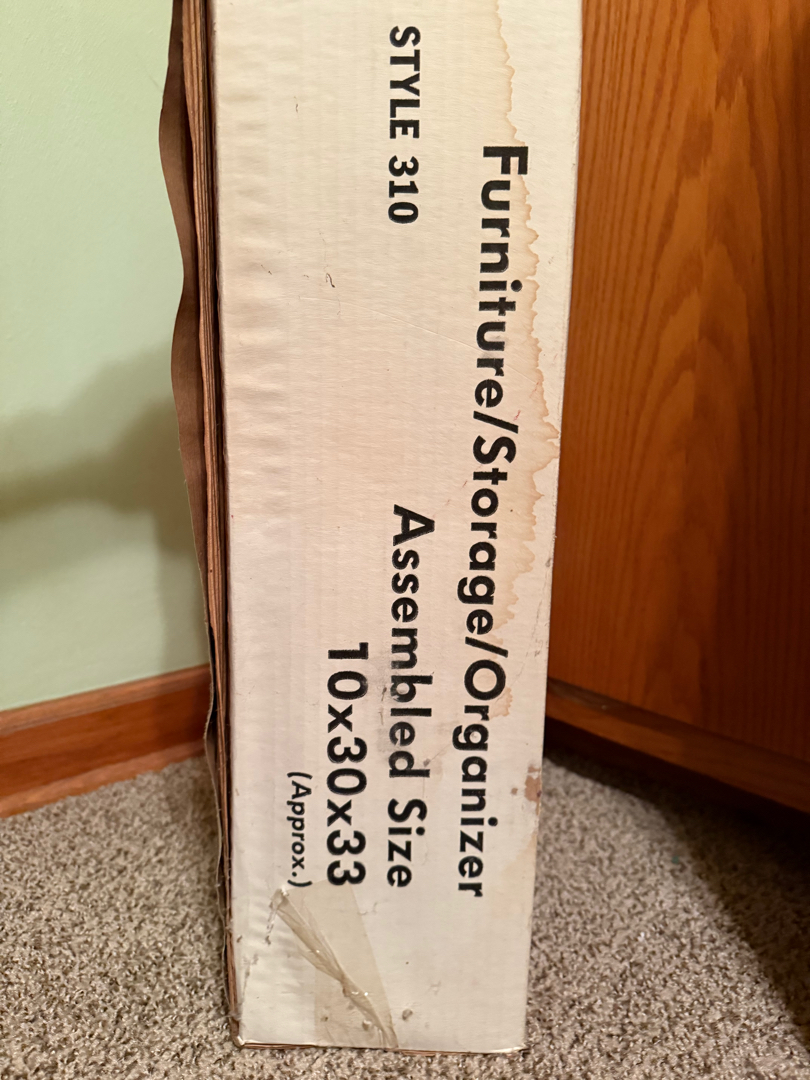 Furniture/Storage/Organizer
STYLE 310
Assembled Size
10x30x33
(Approx.)